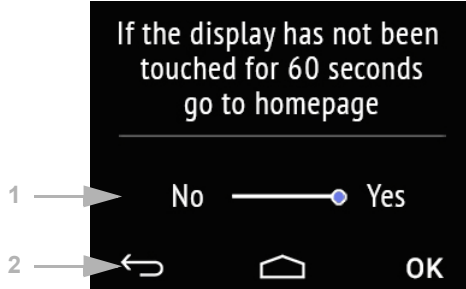 If the display has not been
touched for 60 seconds
go to homepage
1
No Yes
2
OK